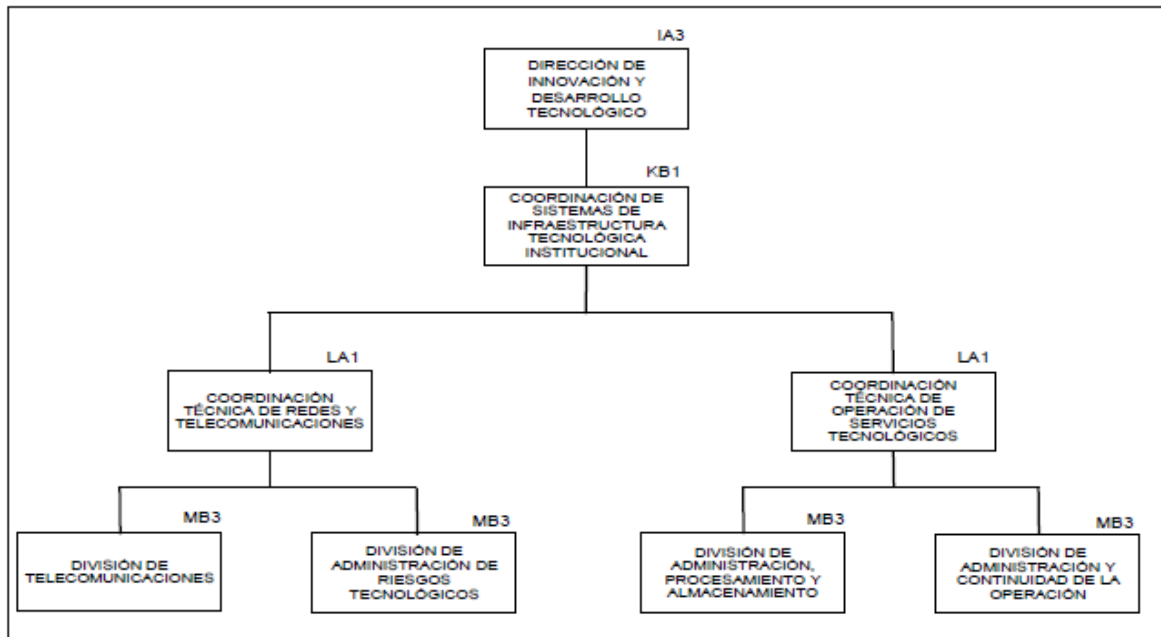 IA3
DIRECCIÓN DE
INNOVACIÓN Y
DESARROLLO
TECNOLÓGICO
KB1
COORDINACIÓN DE
SISTEMAS DE
INFRAESTRUCTURA
TECNOLÓGICA
INSTITUCIONAL
LA1
COORDINACIÓN
TÉCNICA DE REDES Y
TELECOMUNICACIONES
LA1
COORDINACIÓN
TÉCNICA DE
OPERACIÓN DE
SERVICIOS
TECNOLÓGICOS
MB3
DIVISIÓN DE
TELECOMUNICACIONES
MB3
DIVISIÓN DE
ADMINISTRACIÓN DE
RIESGOS
TECNOLÓGICOS
MB3
DIVISIÓN DE
ADMINISTRACIÓN,
PROCESAMIENTO Y
ALMACENAMIENTO
MB3
DIVISIÓN DE
ADMINISTRACIÓN Y
CONTINUIDAD DE LA
OPERACIÓN